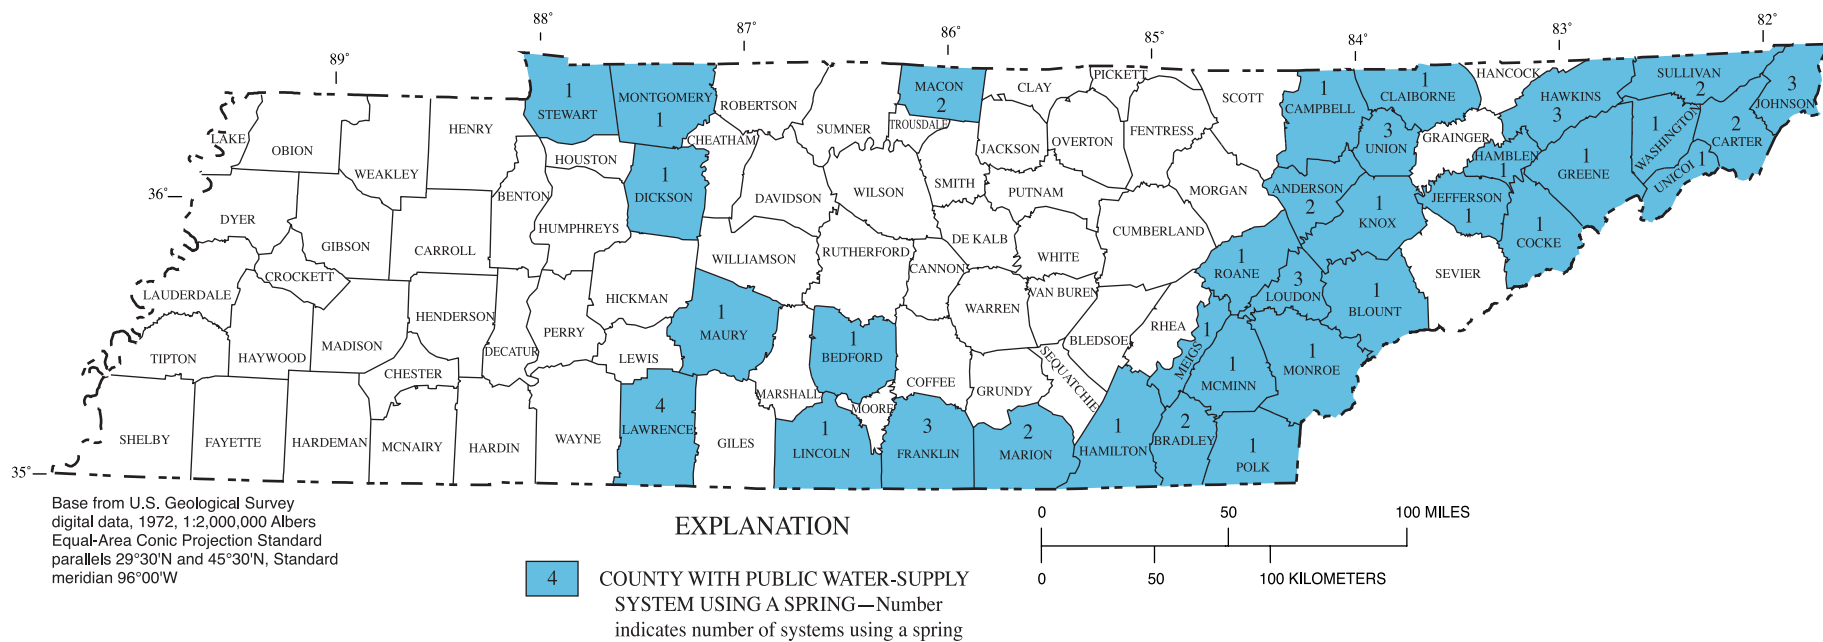 88°
87°
86°
85°
84°
83°
82°
89°
36°
35°
LAKE
OBION
WEAKLEY
HENRY
STEWART
1
MONTGOMERY
1
ROBERTSON
SUMNER
MACON
2
TROUSDALE
CLAY
PICKETT
SCOTT
CAMPBELL
1
CLAIBORNE
1
HANCOCK
HAWKINS
3
SULLIVAN
2
JOHNSON
3
DYER
GIBSON
CARROLL
BENTON
HOUSTON
HUMPHREYS
DICKSON
1
CHEATHAM
DAVIDSON
WILSON
SMITH
JACKSON
OVERTON
FENTRESS
PUTNAM
MORGAN
ANDERSON
2
UNION
3
GRAINGER
HAMBLEN
1
GREENE
1
WASHINGTON
1
UNICOI
1
CARTER
2
LAUDERDALE
CROCKETT
TIPTON
HAYWOOD
MADISON
HENDERSON
DECATUR
PERRY
HICKMAN
LEWIS
WILLIAMSON
MAURY
1
RUTHERFORD
BEDFORD
1
CANNON
DE KALB
WHITE
WARREN
VAN BUREN
CUMBERLAND
BLEDSOE
RHEA
ROANE
1
LOUDON
3
KNOX
1
JEFFERSON
1
COCKE
1
SEVIER
BLOUNT
1
MONROE
1
MCMINN
1
MEIGS
1
SHELBY
FAYETTE
HARDEMAN
CHESTER
MCNAIRY
HARDIN
WAYNE
LAWRENCE
4
GILES
MARSHALL
MOORE
LINCOLN
1
COFFEE
FRANKLIN
3
GRUNDY
SEQUATCHIE
MARION
2
HAMILTON
1
BRADLEY
2
POLK
1
Base from U.S. Geological Survey
digital data, 1972, 1:2,000,000 Albers
Equal-Area Conic Projection Standard
parallels 29°30'N and 45°30'N, Standard
meridian 96°00'W
EXPLANATION
4 COUNTY WITH PUBLIC WATER-SUPPLY
SYSTEM USING A SPRING—Number
indicates number of systems using a spring
0 50 100 MILES
0 50 100 KILOMETERS